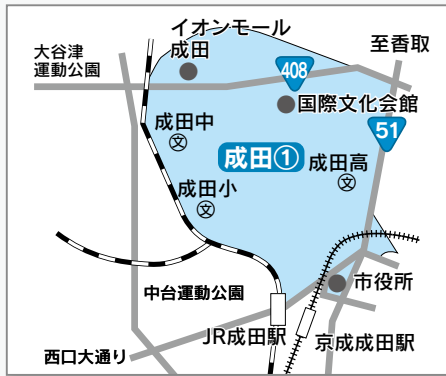 イオンモール
成田
大谷津
運動公園
至香取
408
国際文化会館
51
成田中
文
成田①
成田高
文
成田小
文
中台運動公園
市役所
JR成田駅
京成成田駅
西口大通り